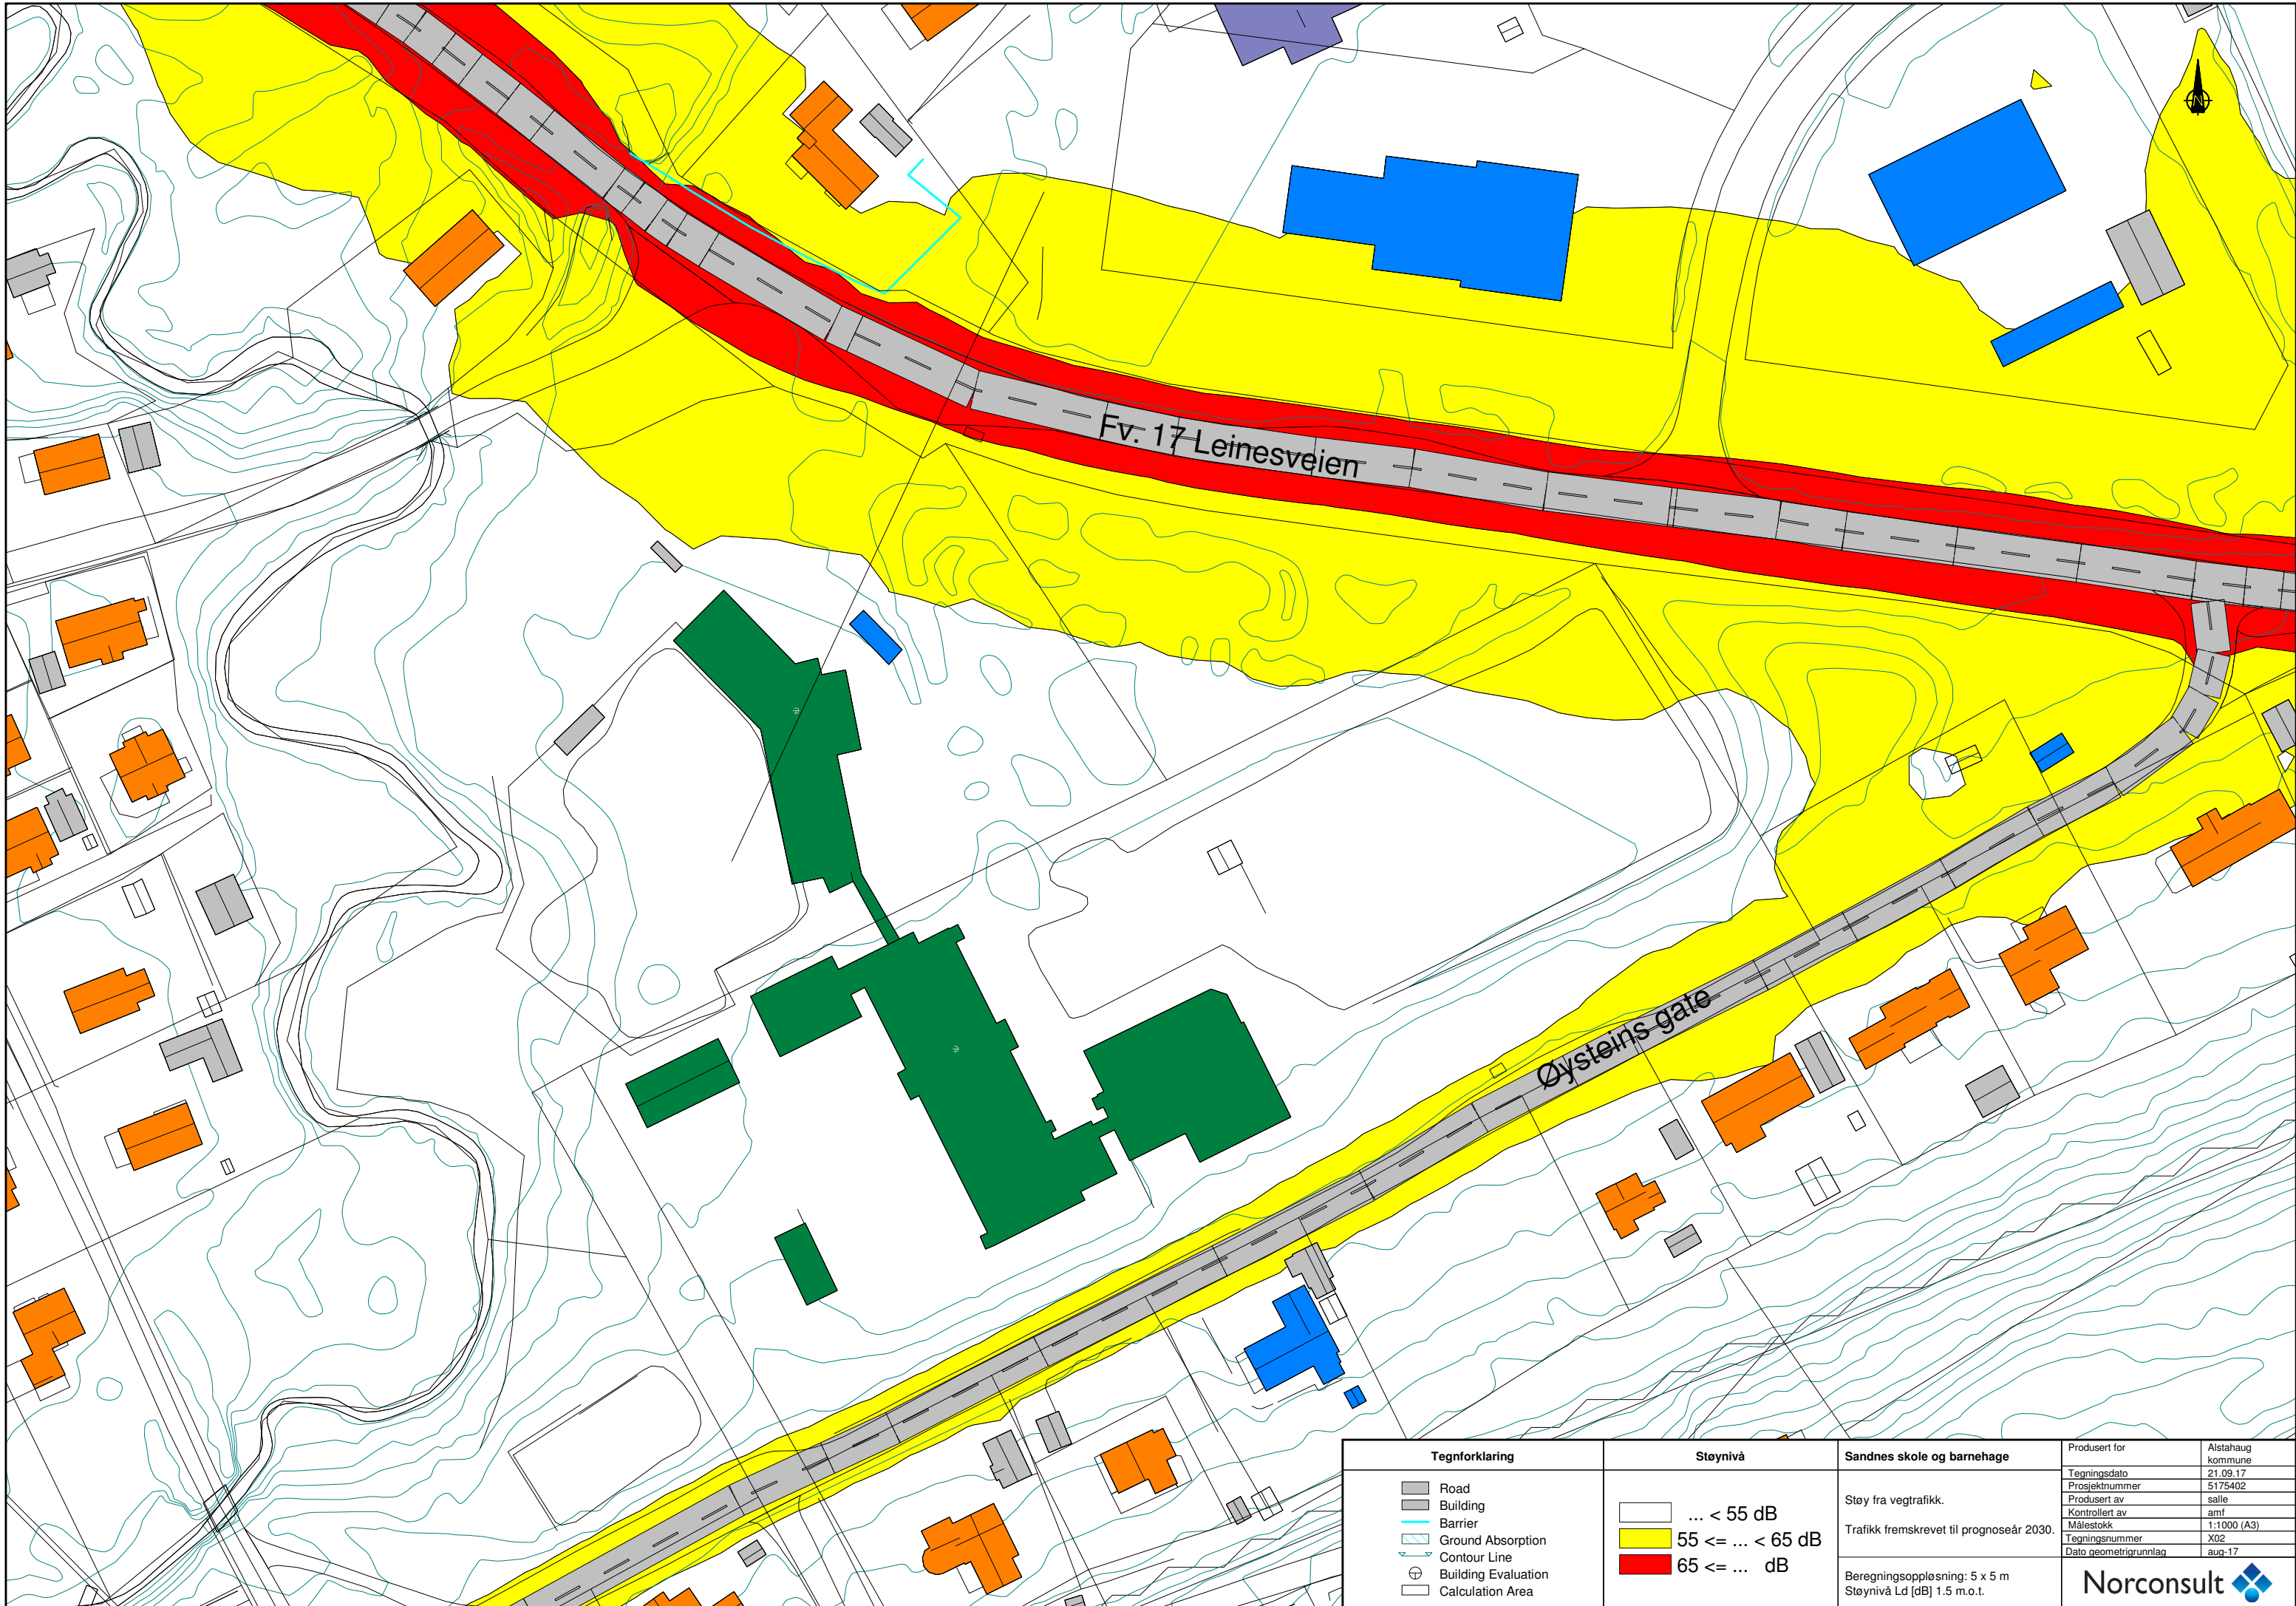 N
Fv. 17 Leinesveien
Øysteins gate
Tegnforklaring
Road
Building
Barrier
Ground Absorption
Contour Line
Building Evaluation
Calculation Area
Støynivå
... < 55 dB
55 <= ... < 65 dB
65 <= ... dB
Sandnes skole og barnehage
Støy fra vegtrafikk.
Trafikk fremskrevet til prognoseår 2030.
Beregningsoppløsning: 5 x 5 m
Støynivå Ld [dB] 1.5 m.o.t.
Produsert for Alstahaug
kommune
Tegningsdato 21.09.17
Prosjektnummer 5175402
Produsert av salle
Kontrollert av amf
Målestokk 1:1000 (A3)
Tegningsnummer X02
Dato geometrigrunnlag aug-17
Norconsult